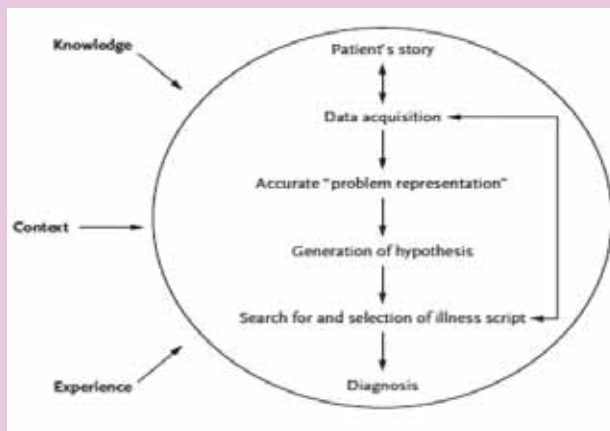 Knowledge
Patient's story
Data acquisition
Accurate "problem representation"
Context
Generation of hypothesis
Search for and selection of illness script
Experience
Diagnosis